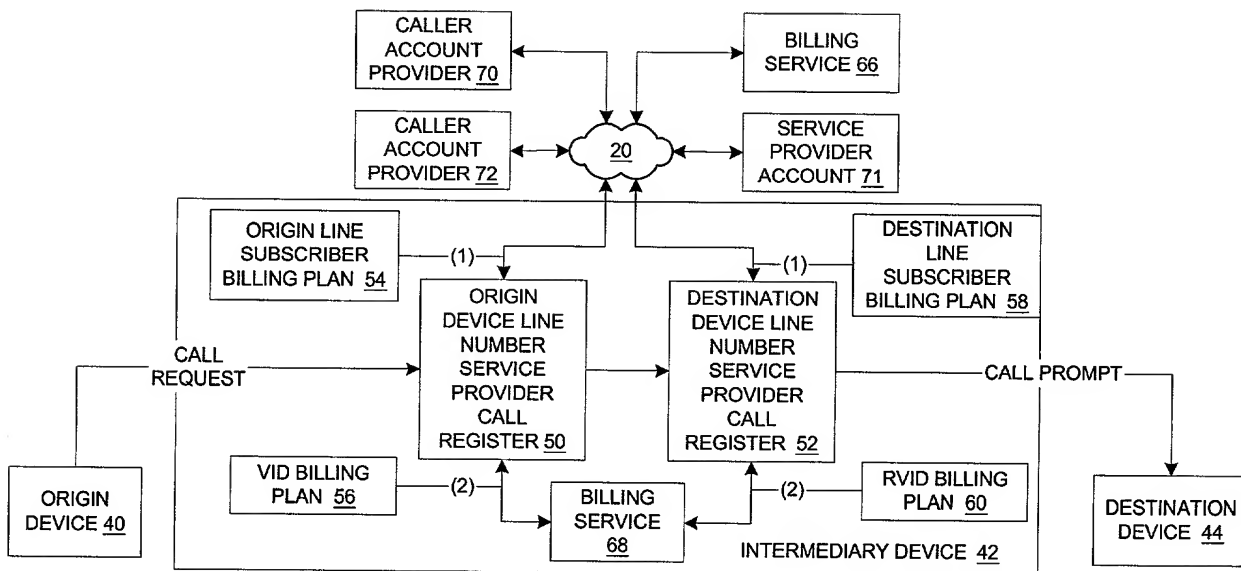 CALLER
ACCOUNT
PROVIDER 70
BILLING
SERVICE 66
CALLER
ACCOUNT
PROVIDER 72
20
SERVICE
PROVIDER
ACCOUNT 71
ORIGIN LINE
SUBSCRIBER
BILLING PLAN 54
(1)
(1)
DESTINATION
LINE
SUBSCRIBER
BILLING PLAN 58
CALL
REQUEST
ORIGIN
DEVICE LINE
NUMBER
SERVICE
PROVIDER
CALL
REGISTER 50
DESTINATION
DEVICE LINE
NUMBER
SERVICE
PROVIDER
CALL
REGISTER 52
CALL PROMPT
ORIGIN
DEVICE 40
VID BILLING
PLAN 56
(2)
BILLING
SERVICE
68
(2)
RVID BILLING
PLAN 60
INTERMEDIARY DEVICE 42
DESTINATION
DEVICE 44